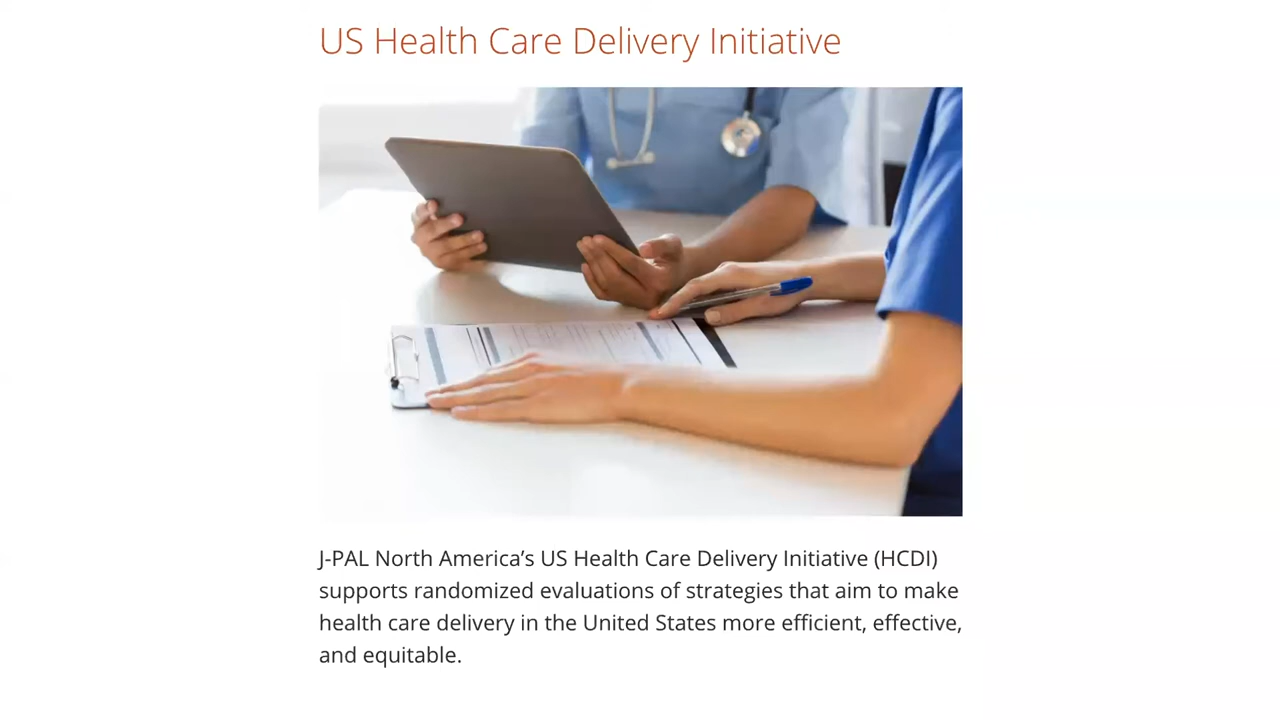 US Health Care Delivery Initiative
J-PAL North America’s US Health Care Delivery Initiative (HCDI)
supports randomized evaluations of strategies that aim to make
health care delivery in the United States more efficient, effective,
and equitable.